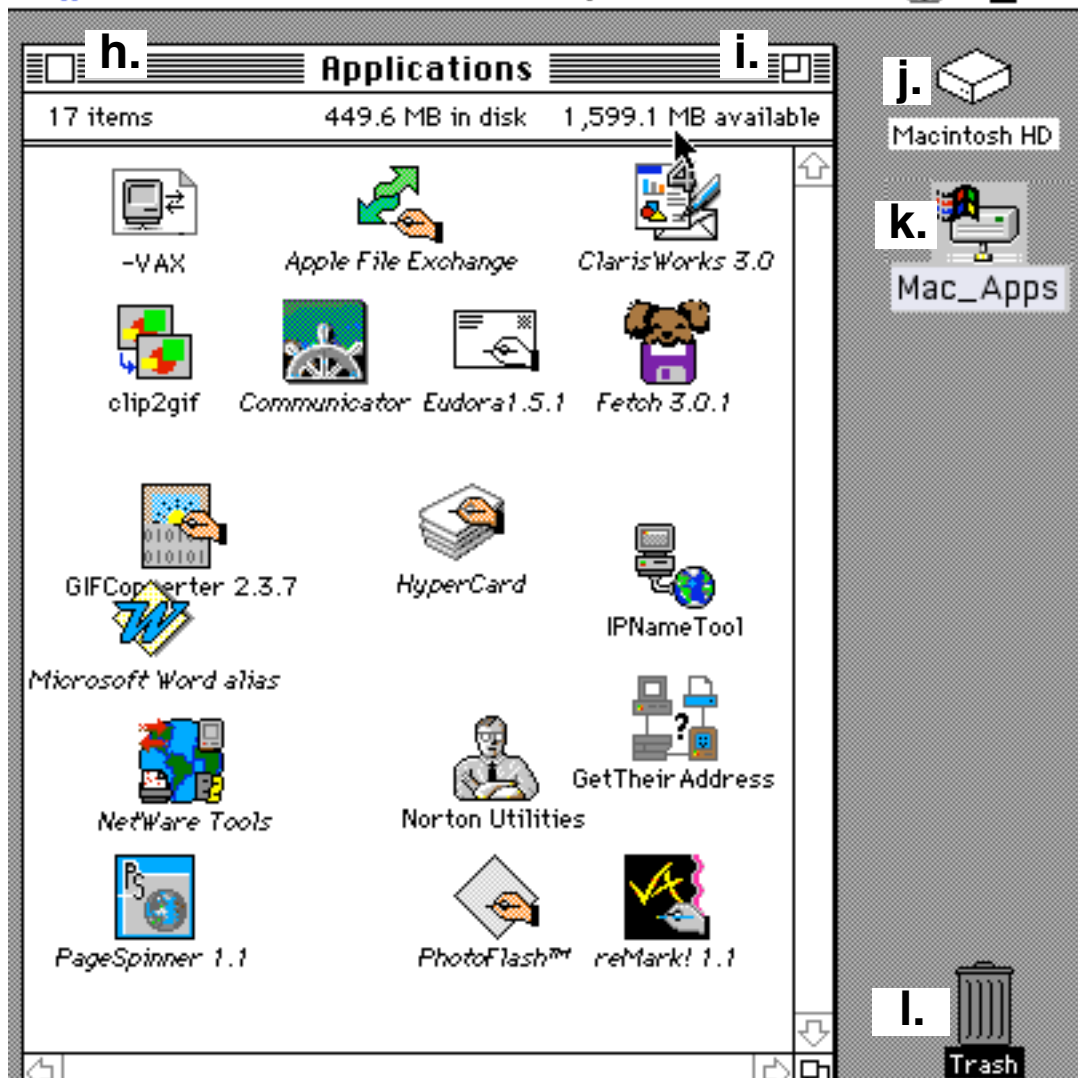 h.
Applications
i.
17 items 449.6 MB in disk 1,599.1 MB available
j.
Macintosh HD
k.
Mac_Apps
-VAX Apple File Exchange ClarisWorks 3.0
clip2gif Communicator Eudora1.5.1 Fetch 3.0.1
GIFConverter 2.3.7 HyperCard
IPNameTool
Microsoft Word alias
GetTheir Address
NetWare Tools Norton Utilities
PageSpinner 1.1 PhotoFlash™ reMark! 1.1
l.
Trash